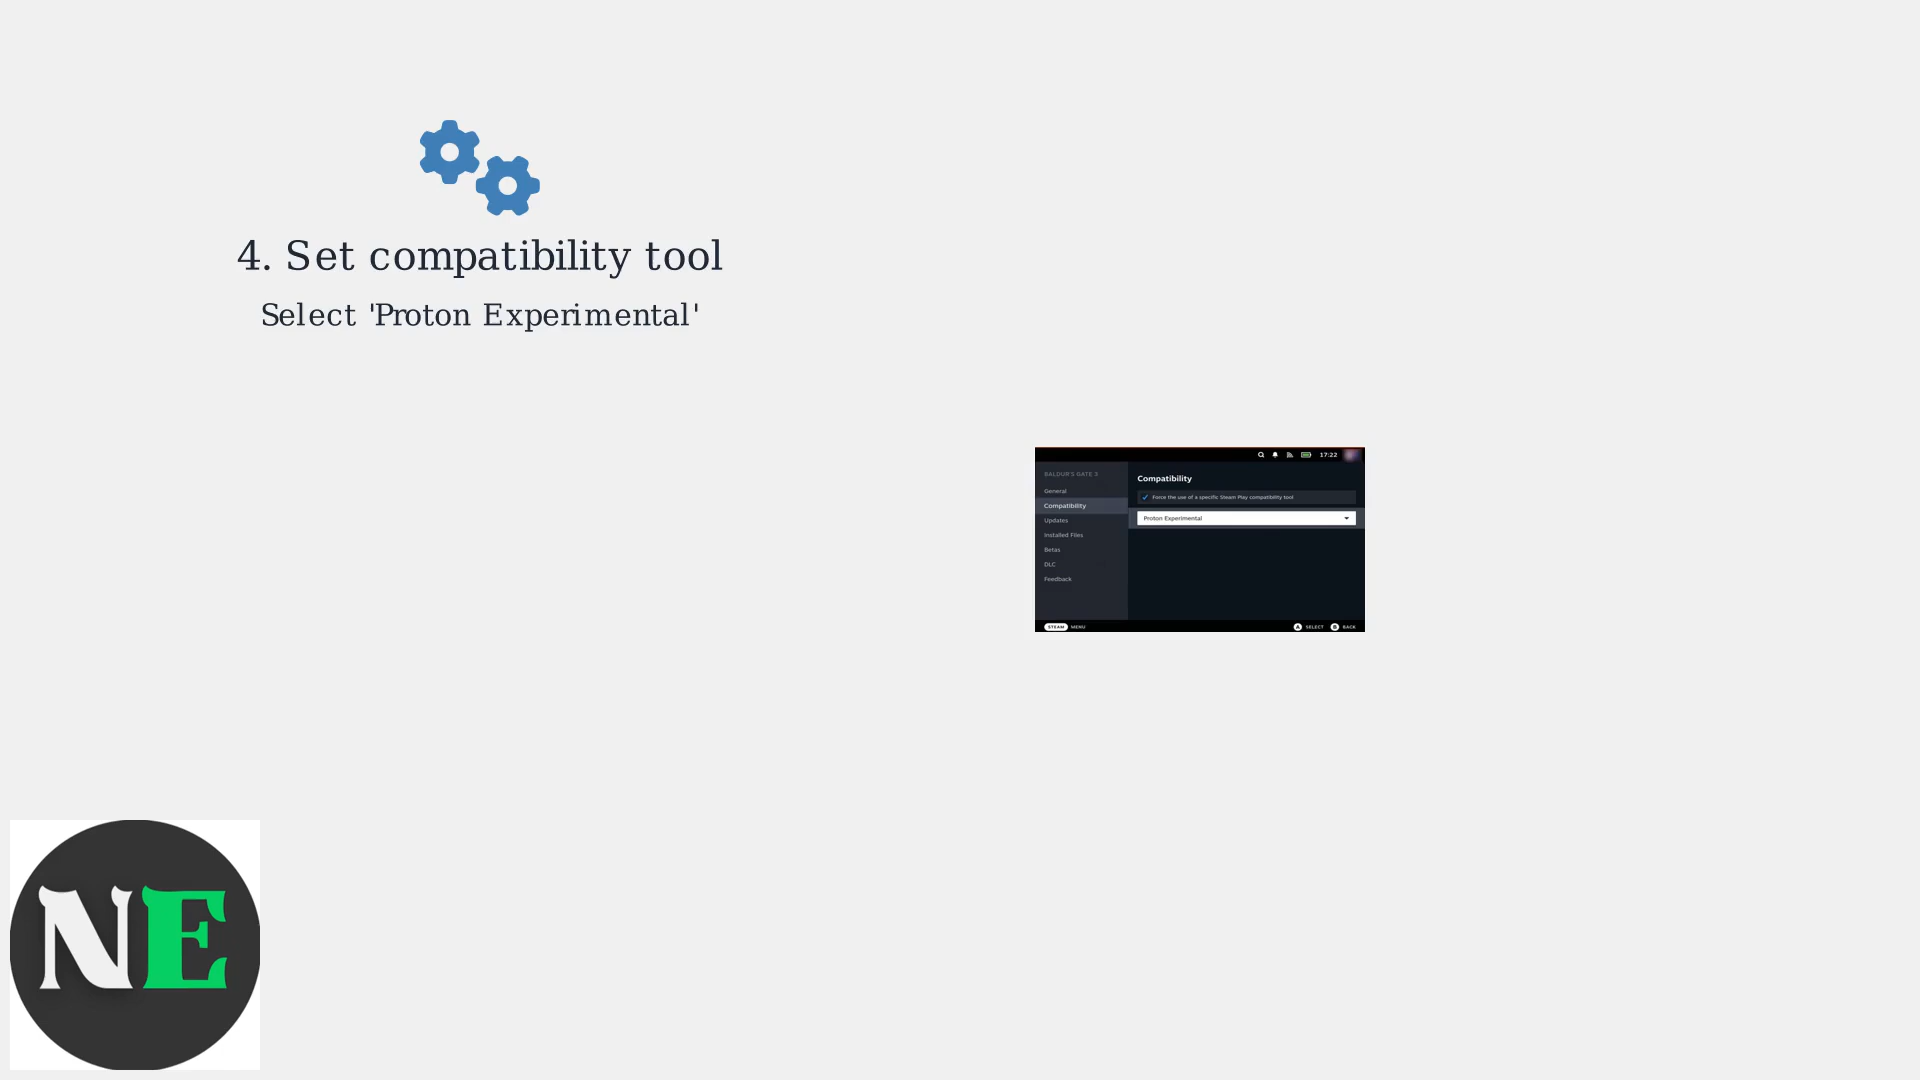 4. Set compatibility tool
Select 'Proton Experimental'
17:22
BALDUR'S GATE 3
General
Compatibility
Updates
Installed Files
Betas
DLC
Feedback
Compatibility
Force the use of a specific Steam Play compatibility tool
Proton Experimental
STEAM MENU
A SELECT B BACK
NE